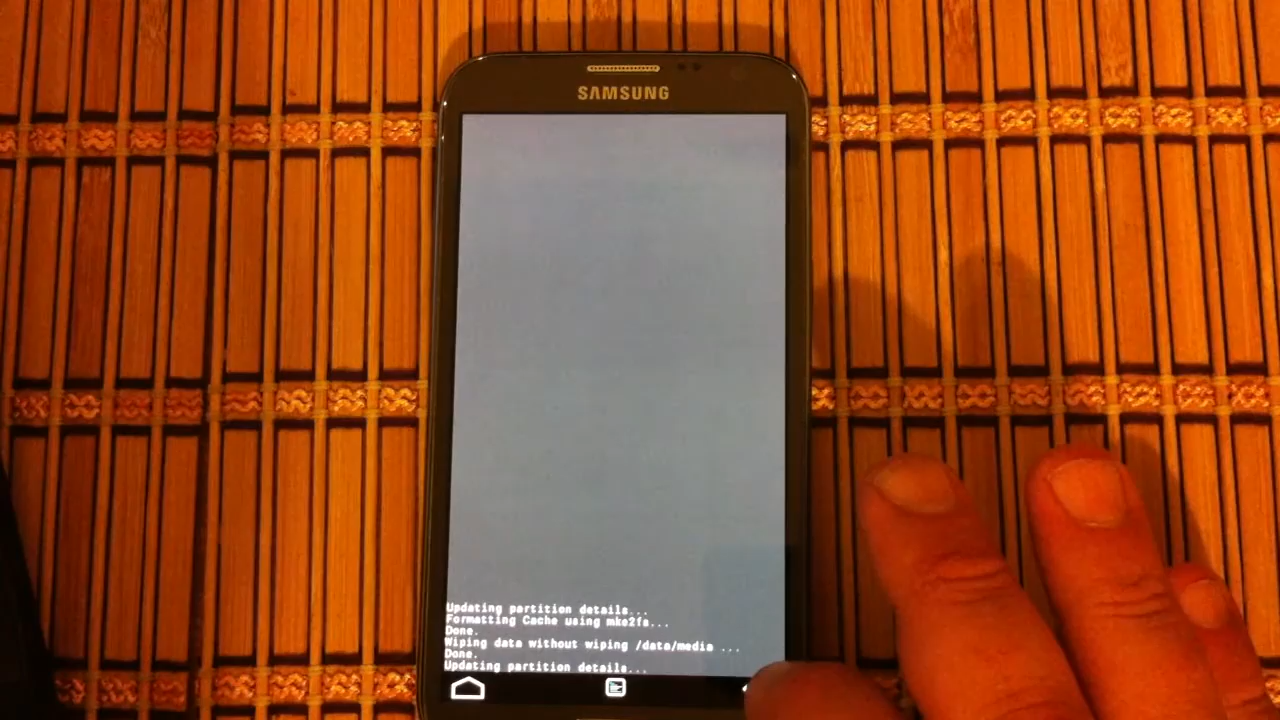 SAMSUNG
Updating partition details...
Formatting Cache using mke2fs...
Done.
Wiping data without wiping /data/media ...
Done.
Updating partition details...